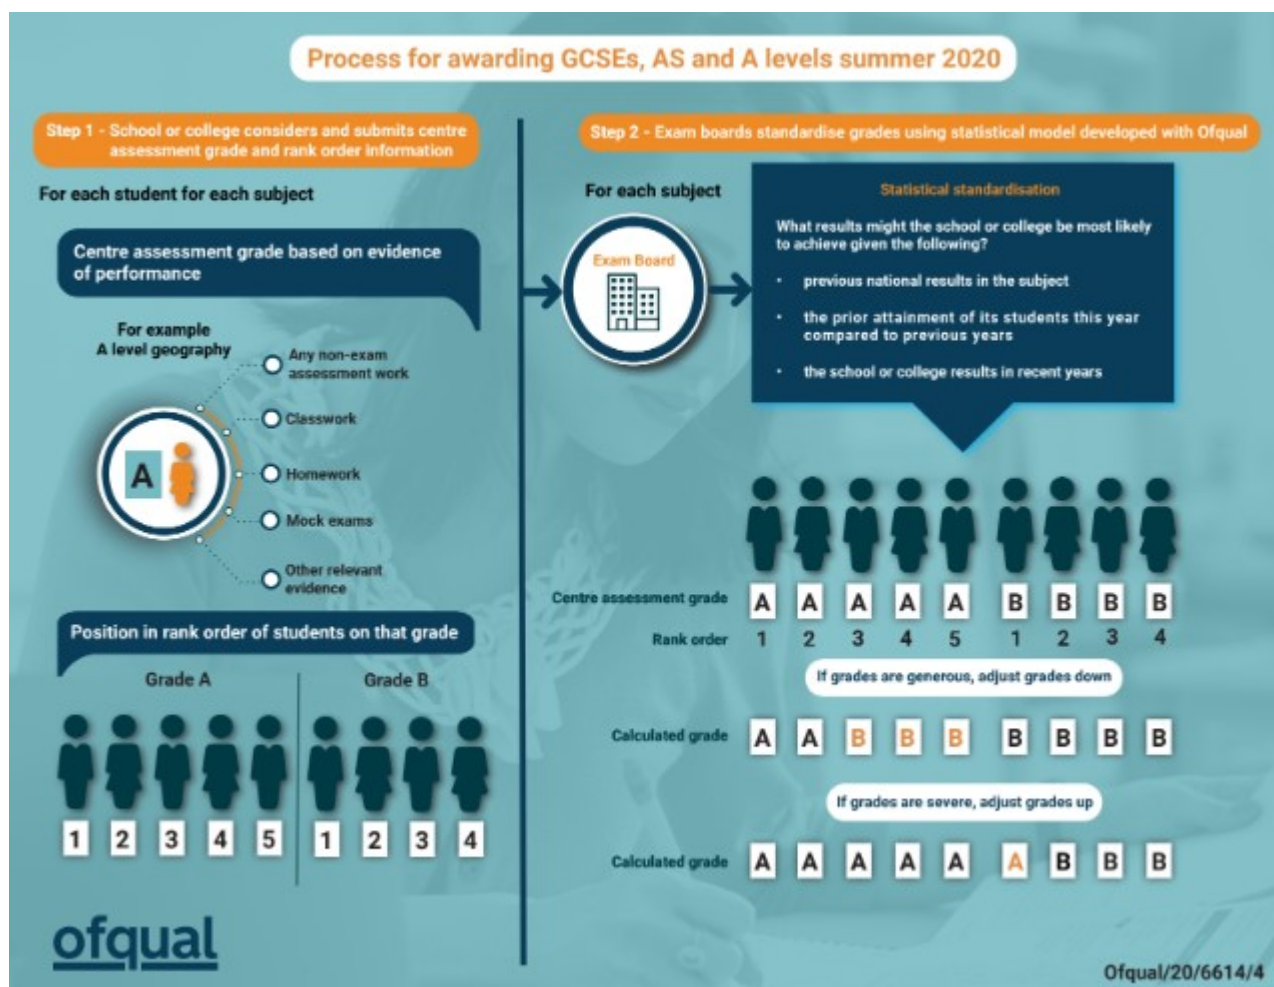 Process for awarding GCSEs, AS and A levels summer 2020
Step 1 - School or college considers and submits centre
assessment grade and rank order information
For each student for each subject
Centre assessment grade based on evidence
of performance
For example
A level geography
A
Any non-exam
assessment work
Classwork
Homework
Mock exams
Other relevant
evidence
Position in rank order of students on that grade
Grade A
Grade B
1 2 3 4 5 1 2 3 4
ofqual
Step 2 - Exam boards standardise grades using statistical model developed with Ofqual
For each subject
Exam Board
Statistical standardisation
What results might the school or college be most likely
to achieve given the following?
• previous national results in the subject
• the prior attainment of its students this year
compared to previous years
• the school or college results in recent years
Centre assessment grade A A A A A B B B B
Rank order 1 2 3 4 5 1 2 3 4
If grades are generous, adjust grades down
Calculated grade A A B B B B B B B
If grades are severe, adjust grades up
Calculated grade A A A A A A B B B
Ofqual/20/6614/4